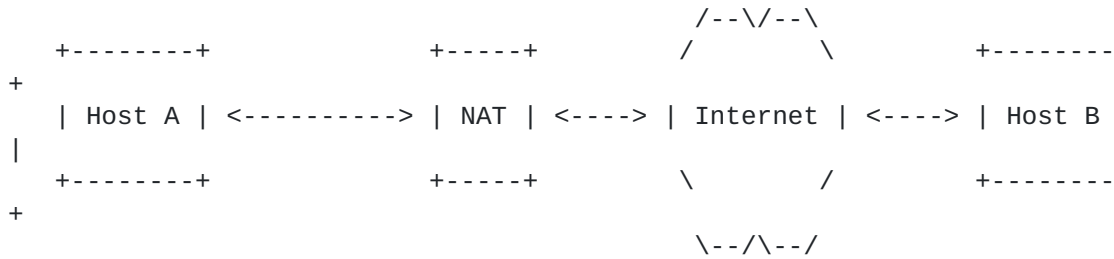 /--\/--\
   +--------+                +-----+          /         \          +--------
+
   | Host A | <----------> | NAT | <----> | Internet | <----> | Host B
|
   +--------+                +-----+          \         /          +--------
+
                                                 \--/\--/